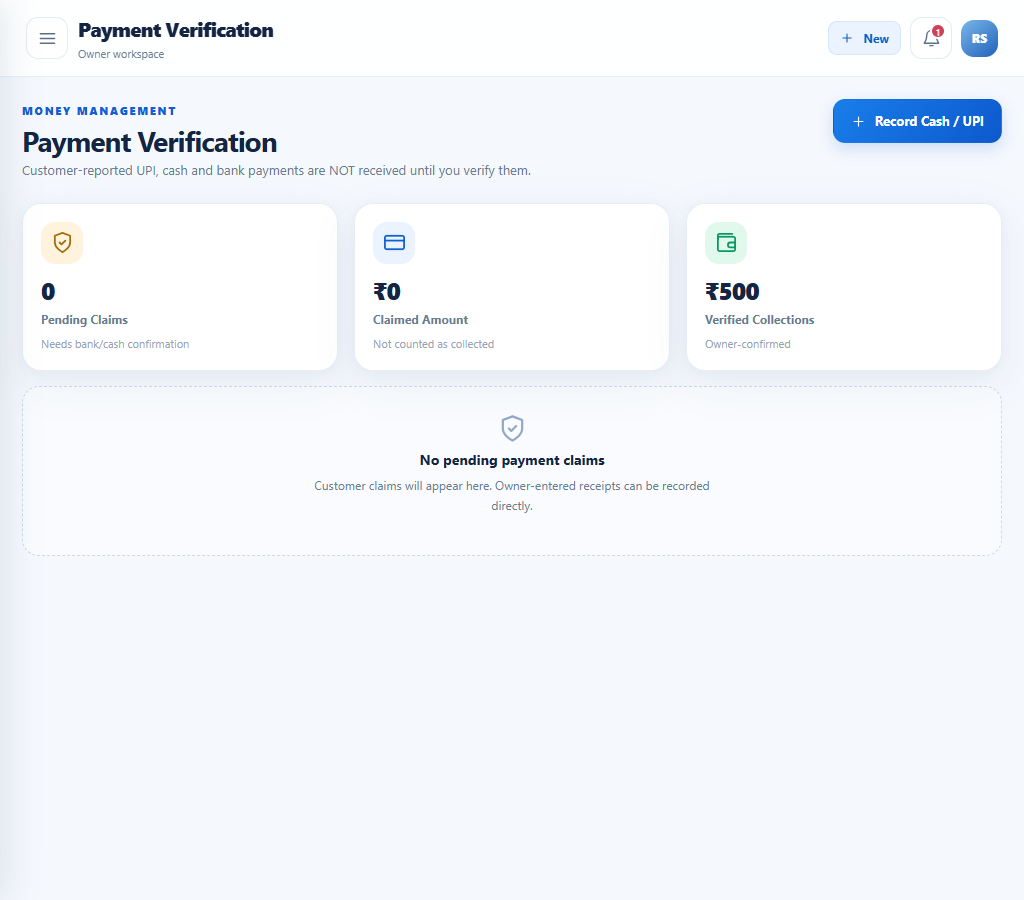 Payment Verification
Owner workspace
New
1
RS
MONEY MANAGEMENT
Payment Verification
Customer-reported UPI, cash and bank payments are NOT received until you verify them.
Record Cash / UPI
0
Pending Claims
Needs bank/cash confirmation
₹0
Claimed Amount
Not counted as collected
₹500
Verified Collections
Owner-confirmed
No pending payment claims
Customer claims will appear here. Owner-entered receipts can be recorded
directly.